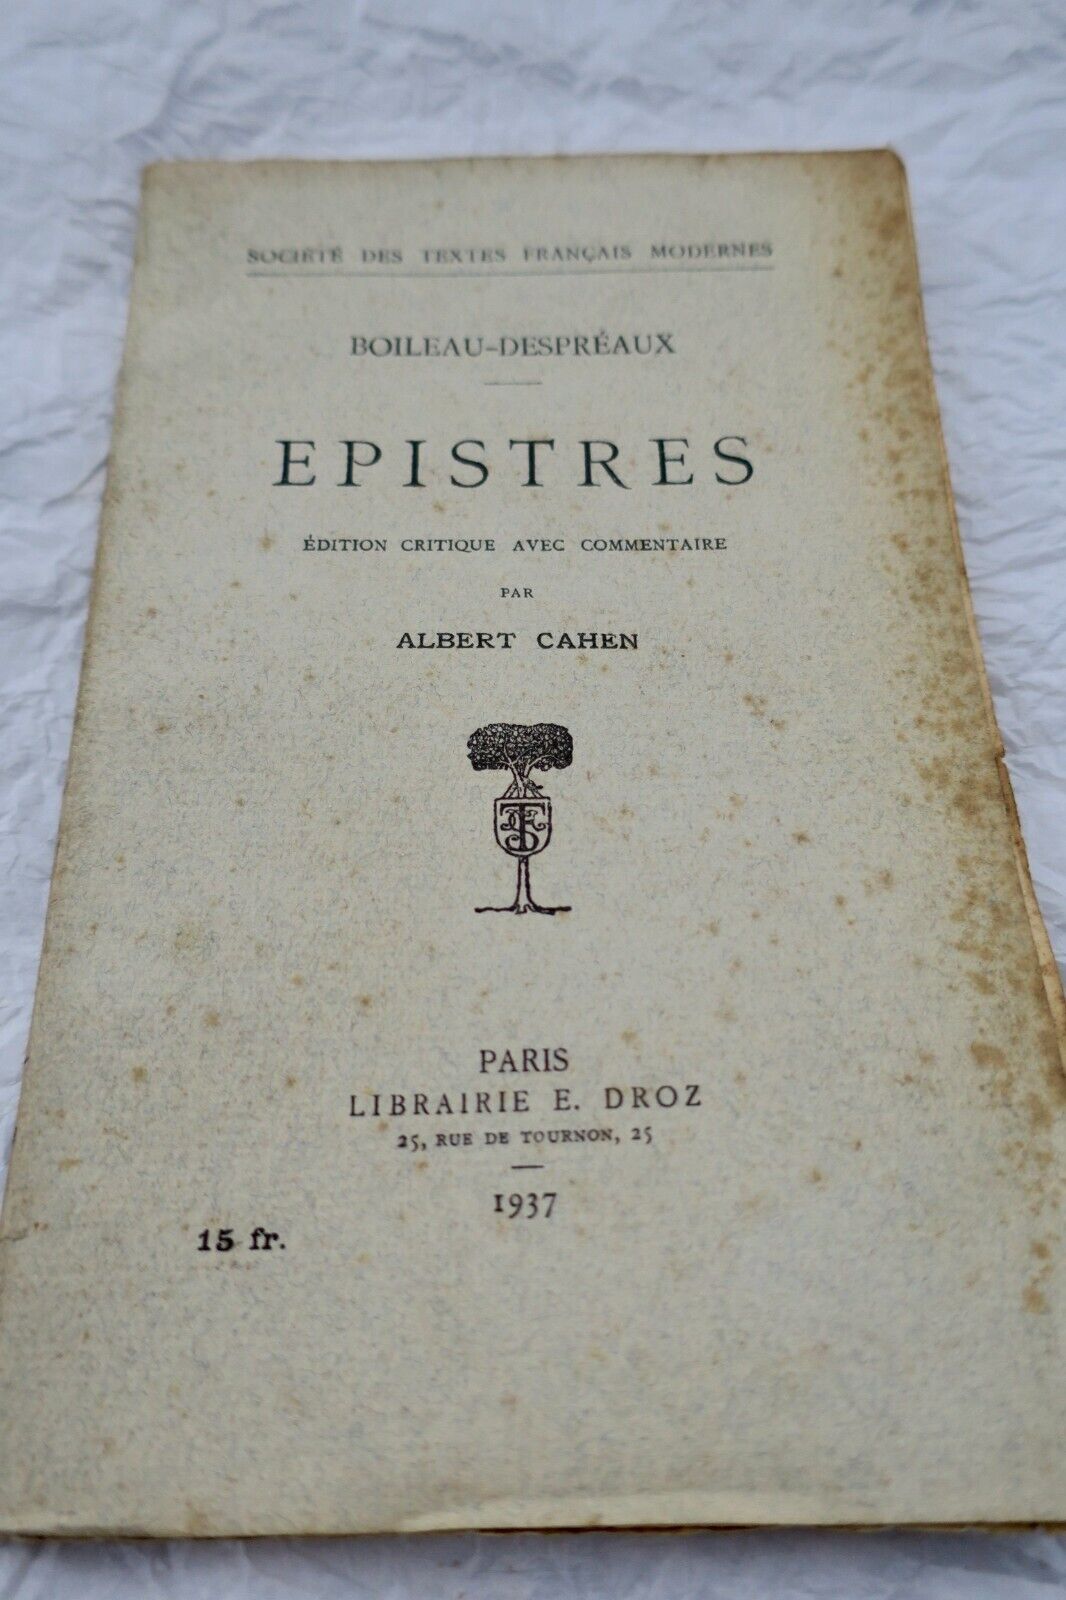 SOCIÉTÉ DES TEXTES FRANÇAIS MODERNES
BOILEAU-DESPRÉAUX
EPISTRES
ÉDITION CRITIQUE AVEC COMMENTAIRE
PAR
ALBERT CAHEN
PARIS
LIBRAIRIE E. DROZ
25, RUE DE TOURNON, 25
1937
15 fr.